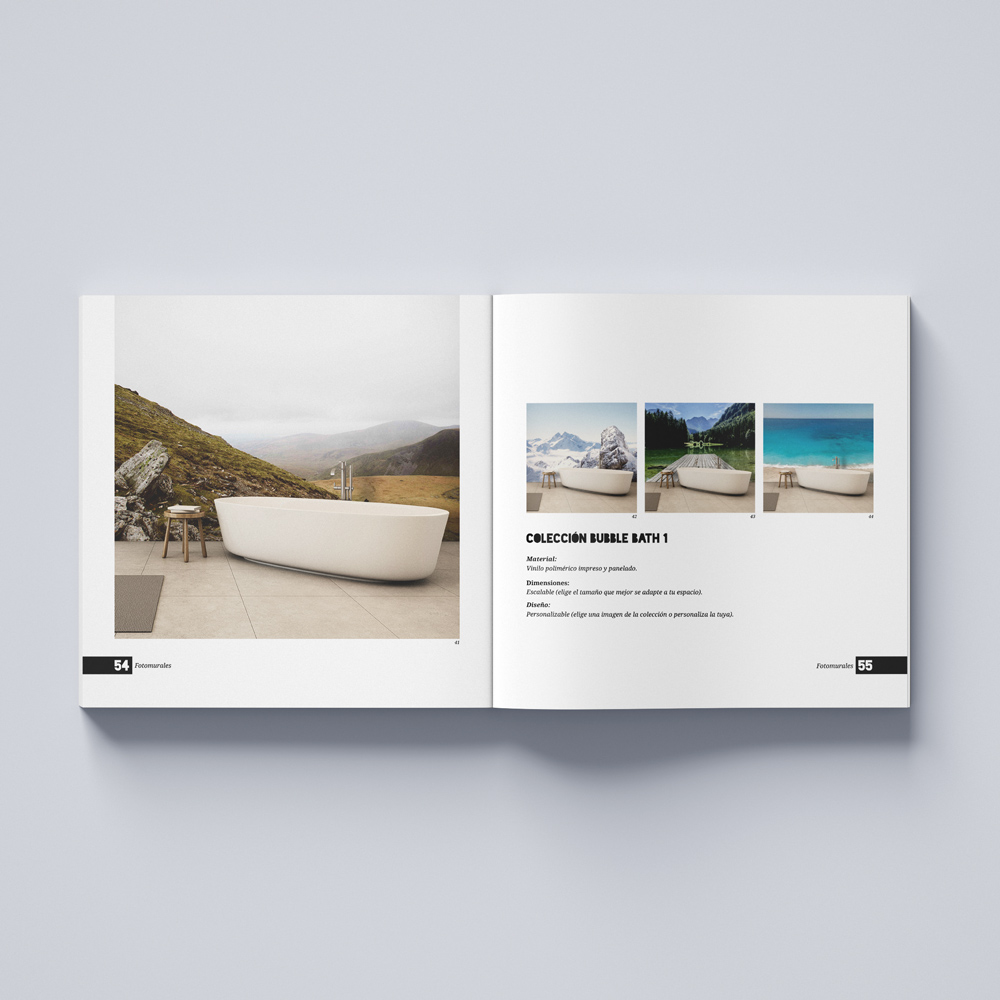 41
54 Fotomurales
42 43 44
COLECCIÓN BUBBLE BATH 1
Material:
Vinilo polimérico impreso y panelado.
Dimensiones:
Escalable (elige el tamaño que mejor se adapte a tu espacio).
Diseño:
Personalizable (elige una imagen de la colección o personaliza la tuya).
Fotomurales 55